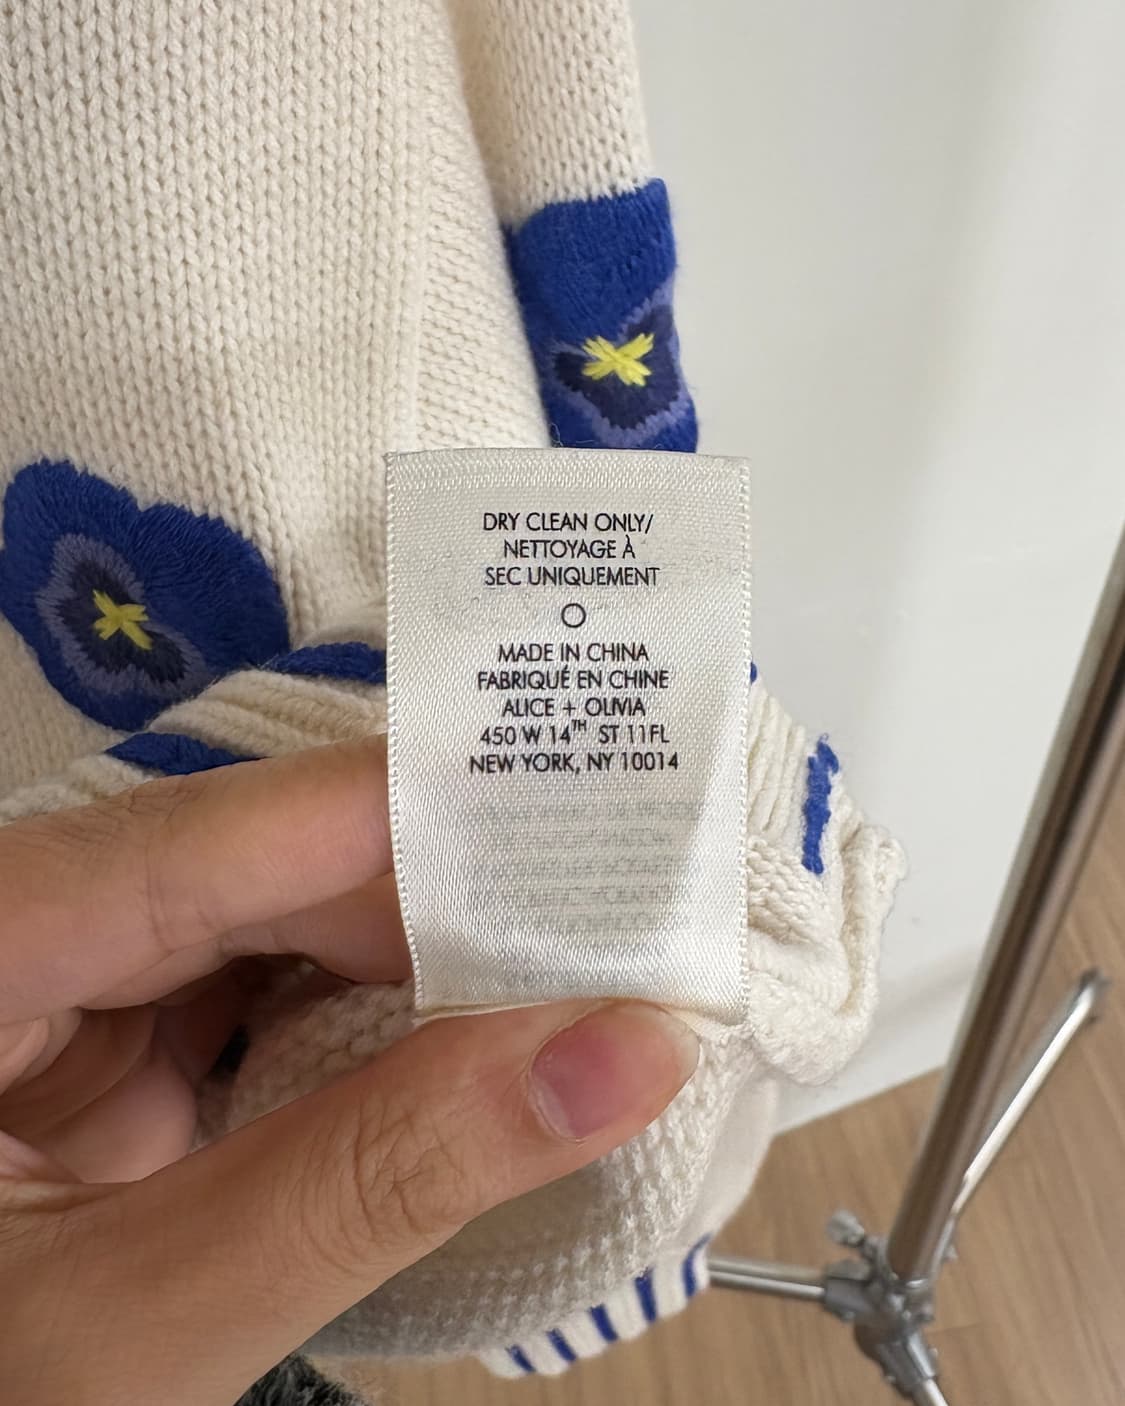 DRY CLEAN ONLY/
NETTOYAGE À
SEC UNIQUEMENT
MADE IN CHINA
FABRIQUÉ EN CHINE
ALICE + OLIVIA
450 W 14TH ST 11FL
NEW YORK, NY 10014